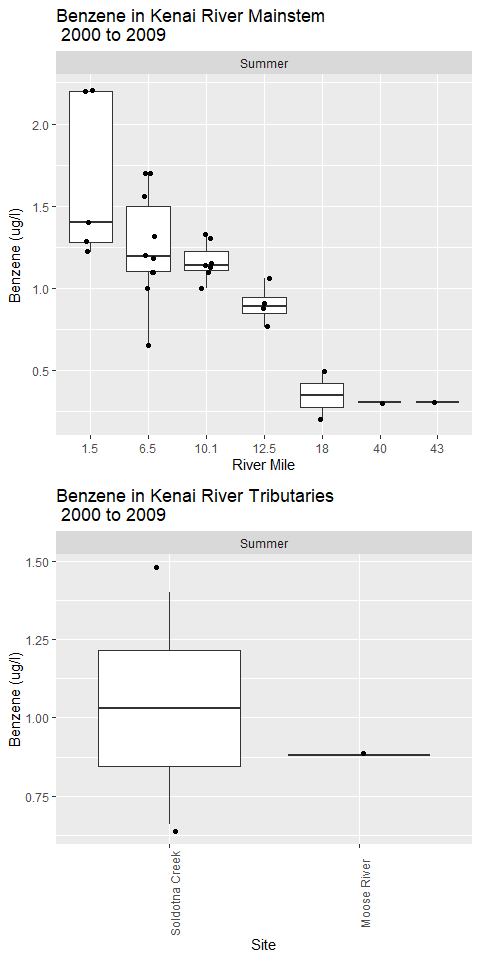 Benzene in Kenai River Mainstem
2000 to 2009
Summer
Benzene (ug/l)
2.0
1.5
1.0
0.5
1.5 6.5 10.1 12.5 18 40 43
River Mile
Benzene in Kenai River Tributaries
2000 to 2009
Summer
Benzene (ug/l)
1.50
1.25
1.00
0.75
Soldotna Creek
Moose River
Site